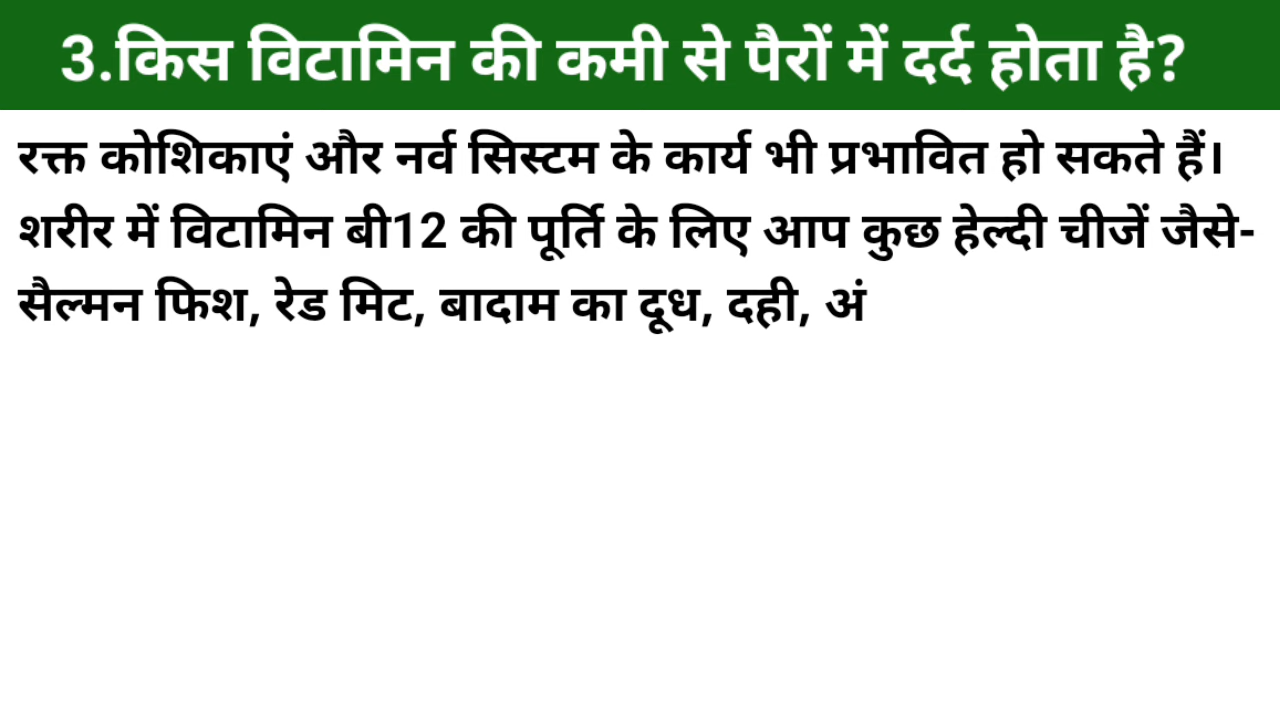 3.किस विटामिन की कमी से पैरों में दर्द होता है?
रक्त कोशिकाएं और नर्व सिस्टम के कार्य भी प्रभावित हो सकते हैं।
शरीर में विटामिन बी12 की पूर्ति के लिए आप कुछ हेल्दी चीजें जैसे-
सैल्मन फिश, रेड मिट, बादाम का दूध, दही, अं